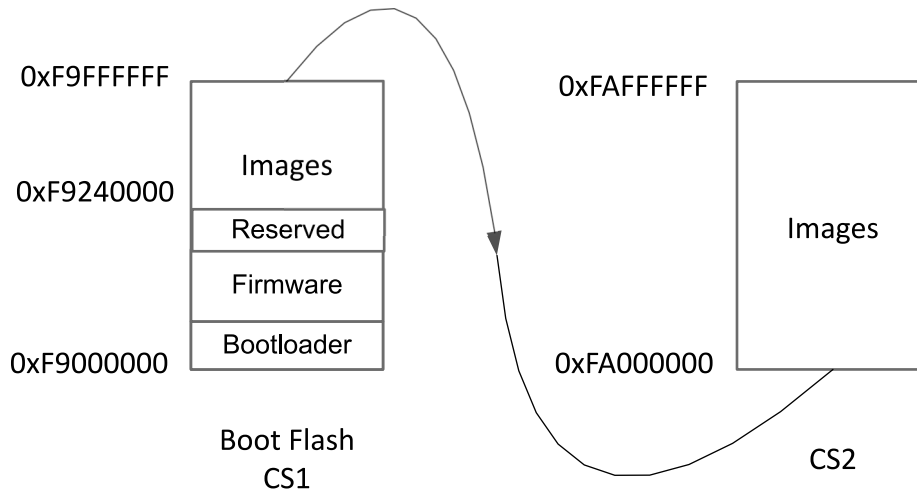 0xF9FFFFFF
Images
0xF9240000
Reserved
Firmware
Bootloader
0xF9000000
Boot Flash
CS1
0xFAFFFFFF
Images
0xFA000000
CS2